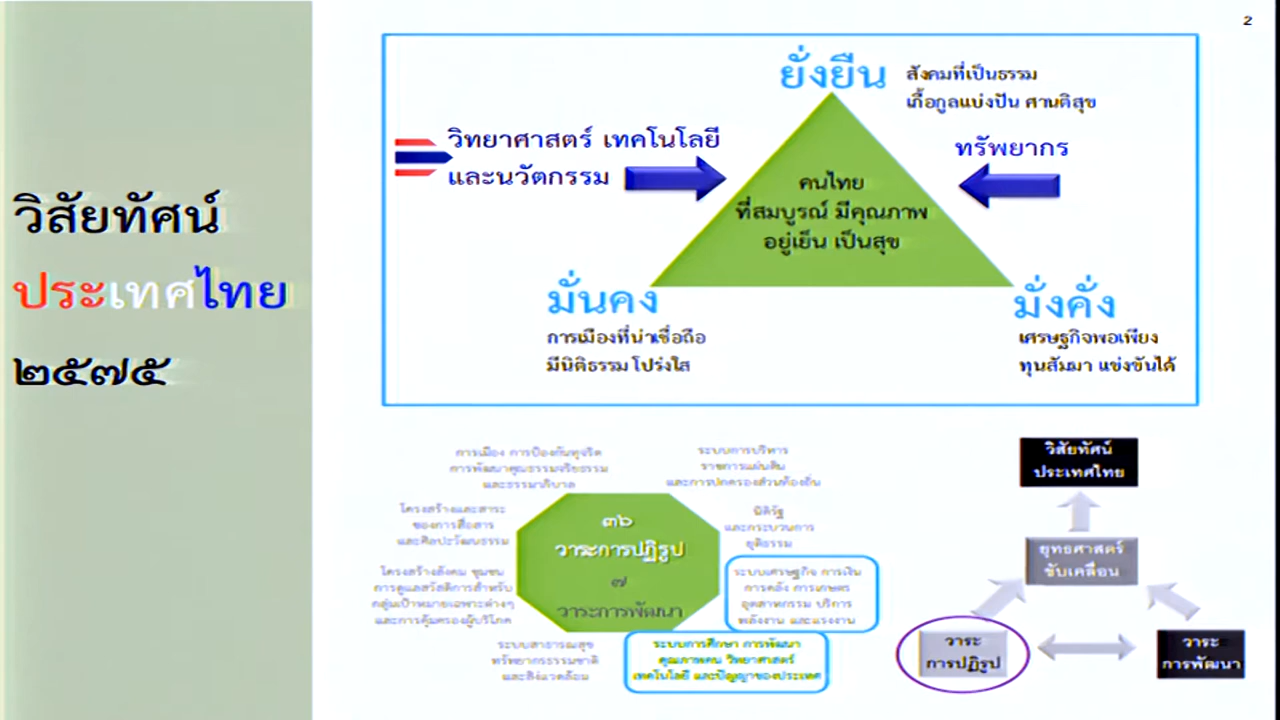 2
วิสัยทัศน์
ประเทศไทย
๒๕๗๕
ยั่งยืน
สังคมที่เป็นธรรม
เกื้อกูลแบ่งปัน ศานติสุข
วิทยาศาสตร์ เทคโนโลยี
และนวัตกรรม
ทรัพยากร
คนไทย
ที่สมบูรณ์ มีคุณภาพ
อยู่เย็น เป็นสุข
มั่นคง
การเมืองที่น่าเชื่อถือ
มีนิติธรรม โปร่งใส
มั่งคั่ง
เศรษฐกิจพอเพียง
ทุนสัมมา แข่งขันได้
การเมือง การป้องกันทุจริต
การพัฒนาคุณธรรมจริยธรรม
และธรรมาภิบาล
ระบบการบริหาร
ราชการแผ่นดิน
และการปกครองส่วนท้องถิ่น
โครงสร้างและสาระ
ของการสื่อสาร
และศิลปะวัฒนธรรม
นิติรัฐ
และกระบวนการ
ยุติธรรม
๓๖
วาระการปฏิรูป
๗
วาระการพัฒนา
โครงสร้างสังคม ชุมชน
การดูแลสวัสดิการสำหรับ
กลุ่มเป้าหมายเฉพาะต่างๆ
และการคุ้มครองผู้บริโภค
ระบบเศรษฐกิจ การเงิน
การคลัง การเกษตร
อุตสาหกรรม บริการ
พลังงาน และแรงงาน
ระบบสาธารณสุข
ทรัพยากรธรรมชาติ
และสิ่งแวดล้อม
ระบบการศึกษา การพัฒนา
คุณภาพคน วิทยาศาสตร์
เทคโนโลยี และปัญญาของประเทศ
วิสัยทัศน์
ประเทศไทย
ยุทธศาสตร์
ขับเคลื่อน
วาระ
การปฏิรูป
วาระ
การพัฒนา